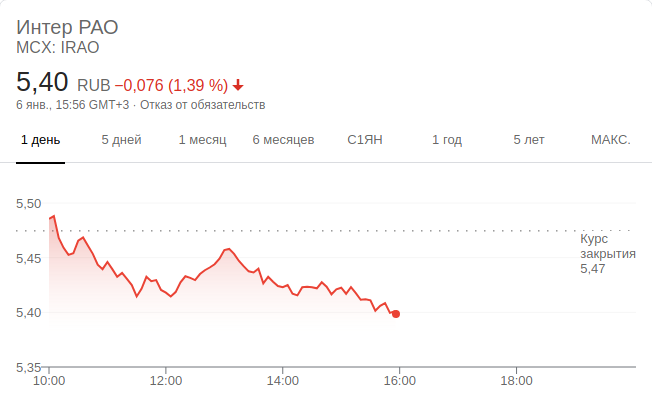 Интер РАО
MCX: IRAO
5,40 RUB −0,076 (1,39 %)
6 янв., 15:56 GMT+3 · Отказ от обязательств
1 день 5 дней 1 месяц 6 месяцев С1ЯН 1 год 5 лет МАКС.
5,50
Курс
закрытия
5,45
5,47
5,40
5,35
10:00 12:00 14:00 16:00 18:00